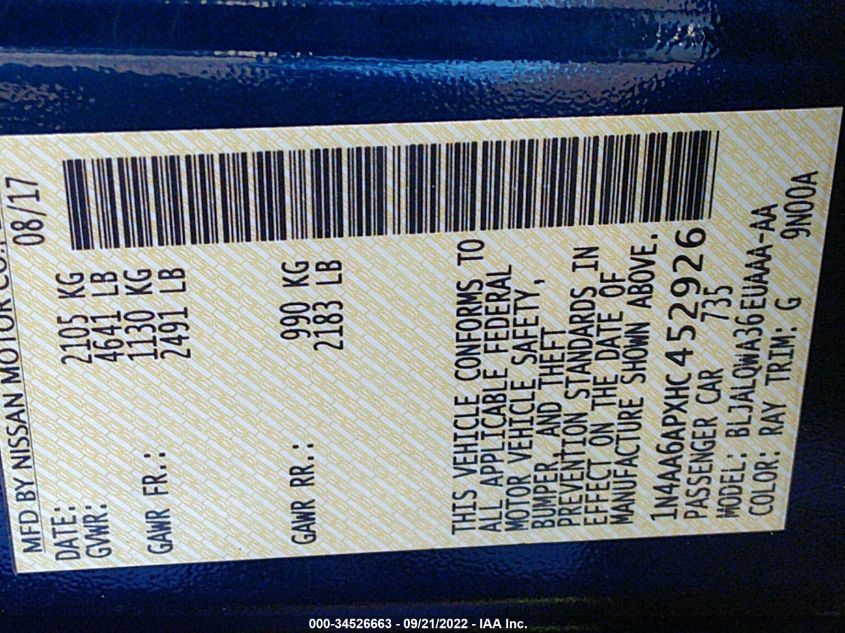 MFD BY NISSAN MOTOR CO.,
DATE: 08/17
GVWR: 2105 KG
4641 LB
GAWR FR.: 1130 KG
2491 LB
GAWR RR.: 990 KG
2183 LB
THIS VEHICLE CONFORMS TO
ALL APPLICABLE FEDERAL
MOTOR VEHICLE SAFETY,
BUMPER, AND THEFT
PREVENTION STANDARDS IN
EFFECT ON THE DATE OF
MANUFACTURE SHOWN ABOVE.
1N4AA6APXHC452926
PASSENGER CAR 735
MODEL: BLJALQWA36EUAAA-AA
COLOR: RAY TRIM: G 9N00A
000-34526663 - 09/21/2022 - IAA Inc.